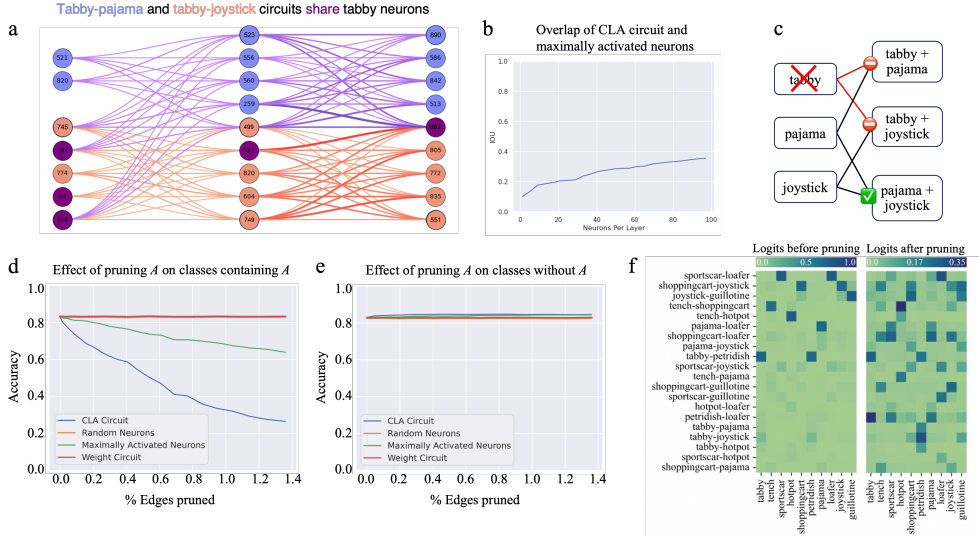 a
Tabby-pajama and tabby-joystick circuits share tabby neurons
521
820
745
774
674
523
556
560
259
499
820
604
749
890
586
842
513
805
772
835
551
b
Overlap of CLA circuit and
maximally activated neurons
1.0
0.8
0.6
0.4
0.2
0.0
IOU
0
20
40
60
80
100
Neurons Per Layer
c
tabby
pajama
joystick
tabby +
pajama
tabby +
joystick
pajama +
joystick
d
Effect of pruning A on classes containing A
Accuracy
1.0
0.8
0.6
0.4
0.2
0.0
CLA Circuit
Random Neurons
Maximally Activated Neurons
Weight Circuit
0.0 0.2 0.4 0.6 0.8 1.0 1.2 1.4
% Edges pruned
e
Effect of pruning A on classes without A
Accuracy
1.0
0.8
0.6
0.4
0.2
0.0
CLA Circuit
Random Neurons
Maximally Activated Neurons
Weight Circuit
0.0 0.2 0.4 0.6 0.8 1.0 1.2 1.4
% Edges pruned
f
Logits before pruning
0.0 0.5 1.0
Logits after pruning
0.0 0.17 0.35
sportscar-loafer
shoppingcart-joystick
joystick-guillotine
tench-shoppingcart
tench-hotpot
pajama-loafer
shoppingcart-loafer
pajama-joystick
tabby-petridish
sportscar-joystick
tench-pajama
shoppingcart-guillotine
sportscar-guillotine
hotpot-loafer
petridish-loafer
tabby-pajama
tabby-joystick
tabby-hotpot
sportscar-hotpot
shoppingcart-pajama
tabby
tench
sportscar
hotpot
shoppingcart
petridish
pajama
loafer
joystick
guillotine
tabby
tench
sportscar
hotpot
shoppingcart
petridish
pajama
loafer
joystick
guillotine